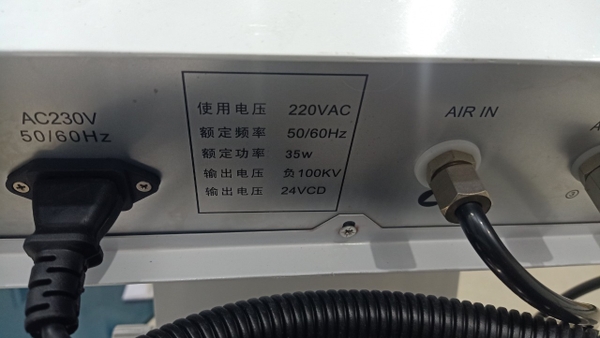 AC230V
50/60Hz
使用电压 220VAC
额定频率 50/60Hz
额定功率 35w
输出电压 负100KV
输出电压 24VCD
AIR IN
A